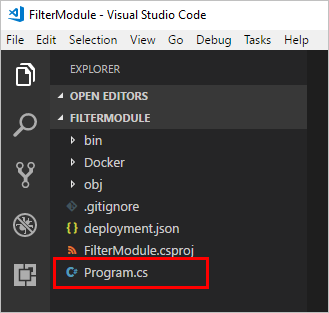 FilterModule - Visual Studio Code
File Edit Selection View Go Debug Tasks Help
EXPLORER
OPEN EDITORS
FILTERMODULE
bin
Docker
obj
.gitignore
{} deployment.json
FilterModule.csproj
C# Program.cs